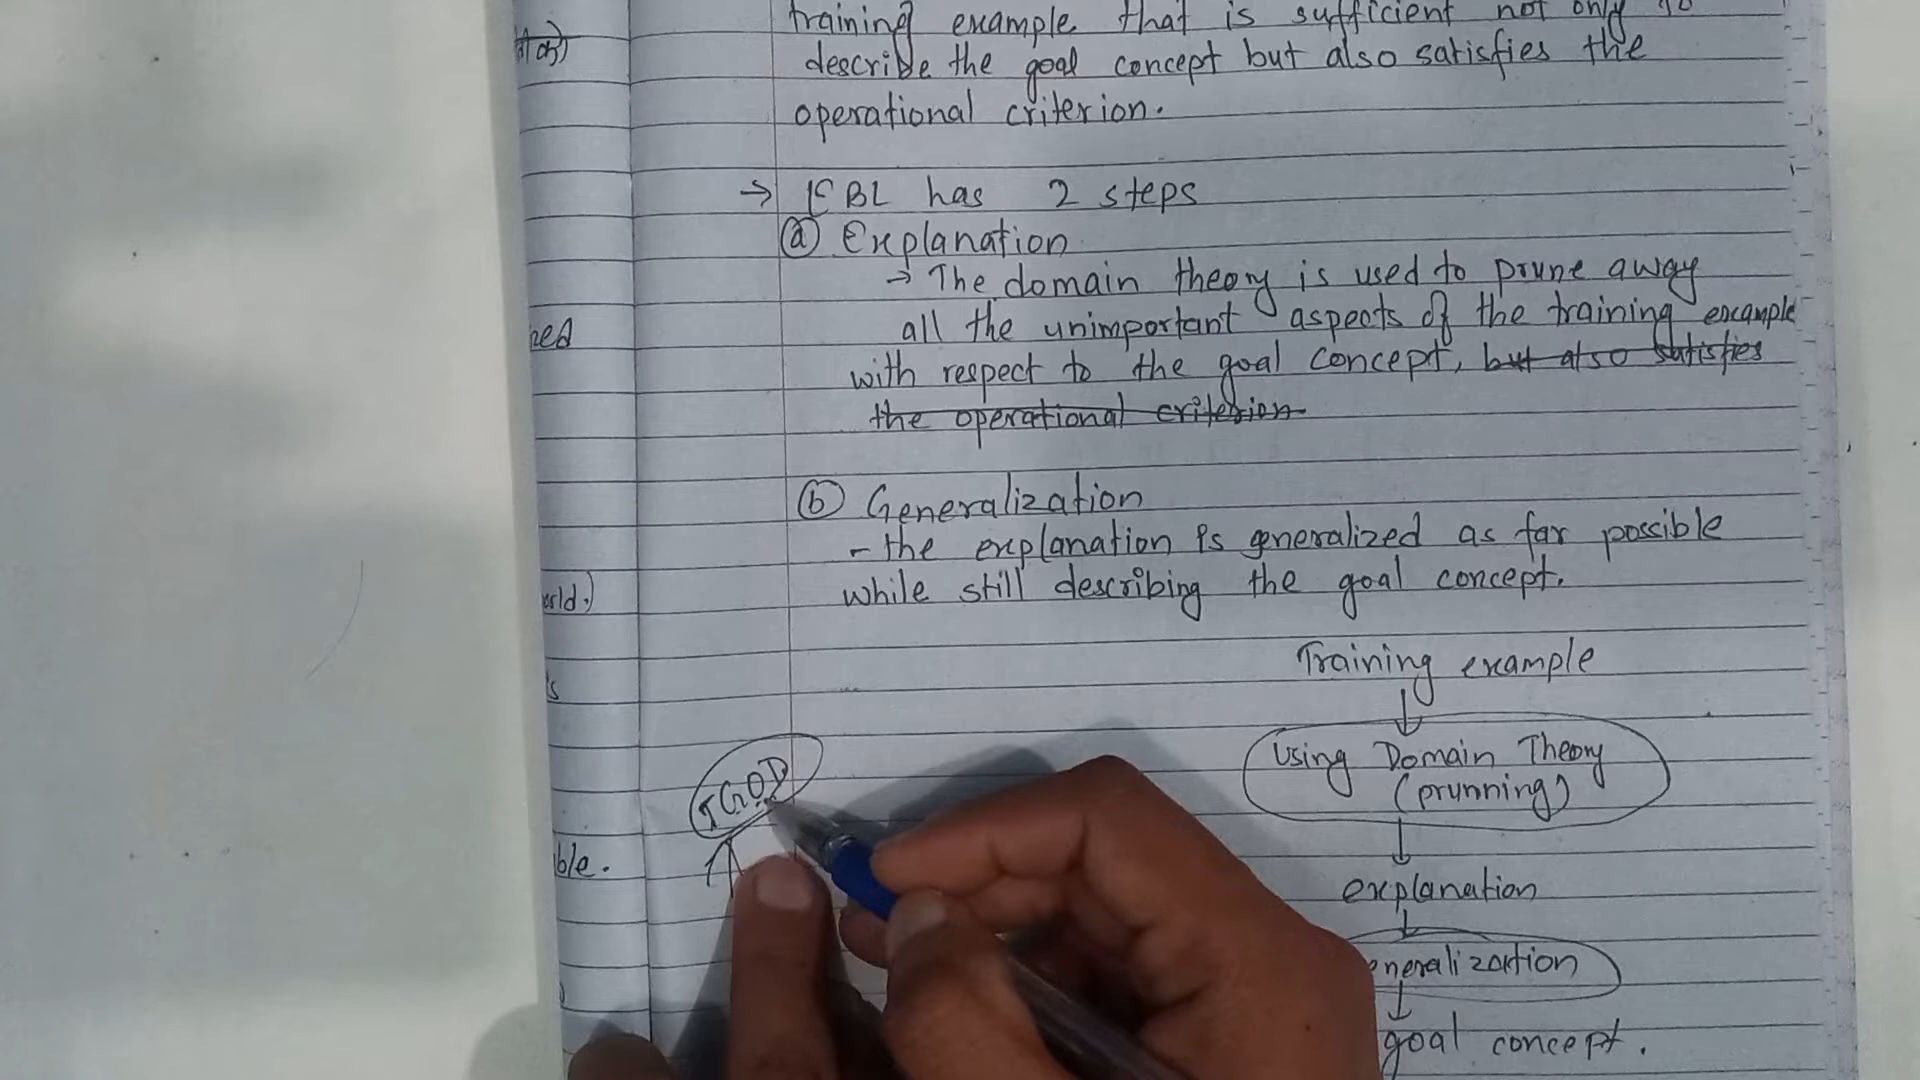 training example that is sufficient not only to
describe the goal concept but also satisfies the
operational criterion.
→ EBL has 2 steps
ⓐ Explanation
→ The domain theory is used to prune away
all the unimportant aspects of the training example
ned
with respect to the goal concept, but also satisfies
the operational criterion
ⓑ Generalization
- the explanation is generalized as far possible
while still describing the goal concept.
orld.)
Training example
↓
Using Domain Theory
(prunning)
TGOD
↑
↓
ble.
explanation
↓
eneralization
↓
goal concept.